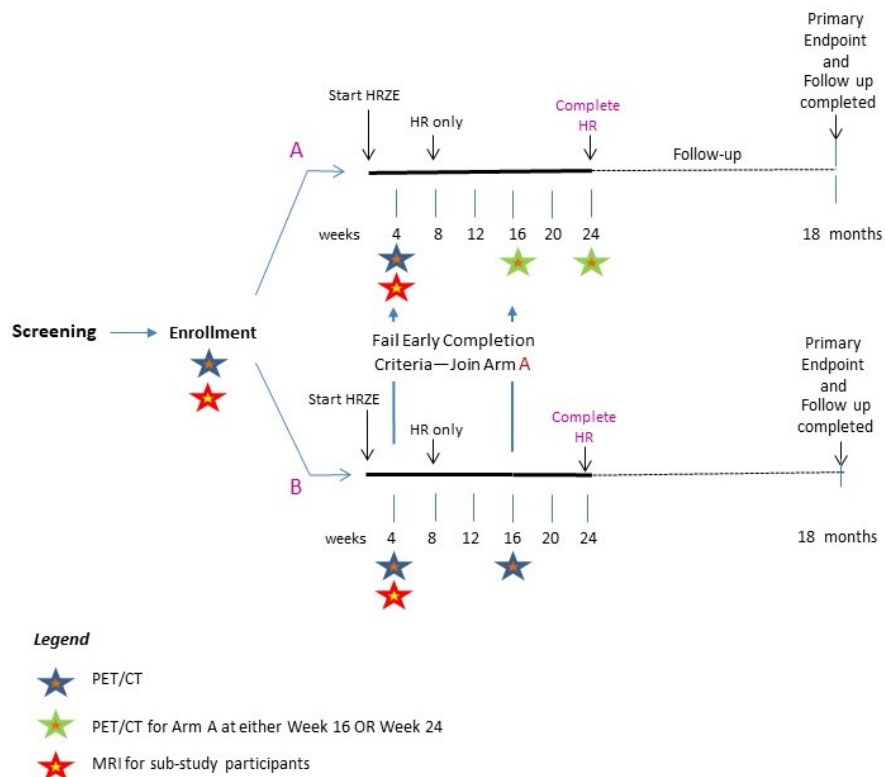 Primary
Endpoint
and
Follow up
completed
Start HRZE
HR only
Complete
HR
A
Follow-up
weeks 4 8 12 16 20 24 18 months
Screening Enrollment
Fail Early Completion
Criteria—Join Arm A
Primary
Endpoint
and
Follow up
completed
Start HRZE
HR only
Complete
HR
B
weeks 4 8 12 16 20 24 18 months
Legend
PET/CT
PET/CT for Arm A at either Week 16 OR Week 24
MRI for sub-study participants